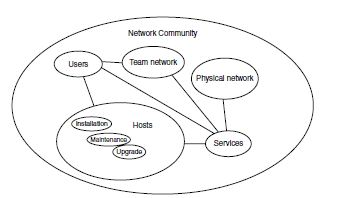 Network Community
Users
Team network
Physical network
Installation
Hosts
Maintenance
Upgrade
Services